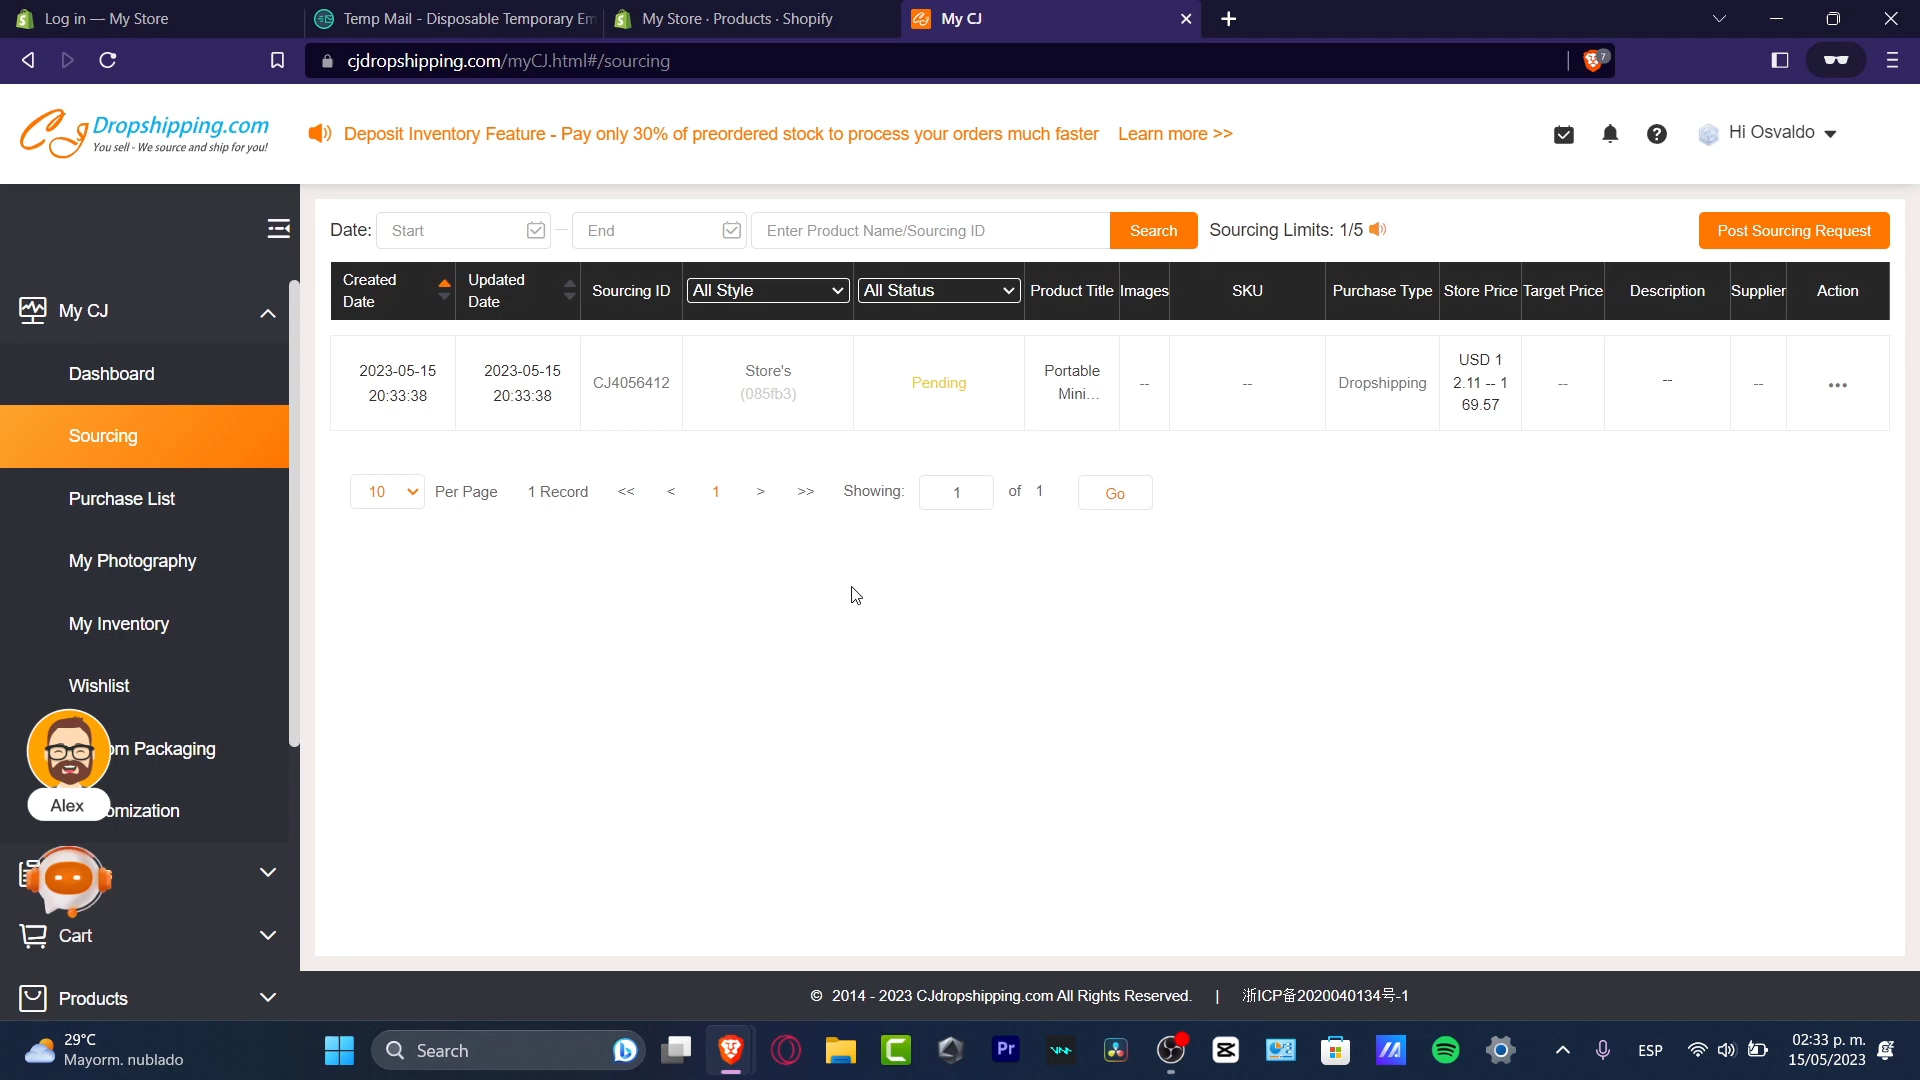 Log in — My Store
Temp Mail - Disposable Temporary Em
My Store · Products · Shopify
My CJ
cjdropshipping.com/myCJ.html#/sourcing
7
CJ Dropshipping.com
You sell - We source and ship for you!
Deposit Inventory Feature - Pay only 30% of preordered stock to process your orders much faster Learn more >>
Hi Osvaldo
My CJ
Dashboard
Sourcing
Purchase List
My Photography
My Inventory
Wishlist
om Packaging
Alex
omization
Cart
Products
Date: Start – End Enter Product Name/Sourcing ID Search Sourcing Limits: 1/5 Post Sourcing Request
Created Date Updated Date Sourcing ID All Style All Status Product Title Images SKU Purchase Type Store Price Target Price Description Supplier Action
2023-05-15 20:33:38 2023-05-15 20:33:38 CJ4056412 Store's (085fb3) Pending Portable Mini... -- -- Dropshipping USD 1 2.11 -- 1 69.57 -- -- -- •••
10 Per Page 1 Record << < 1 > >> Showing: 1 of 1 Go
© 2014 - 2023 CJdropshipping.com All Rights Reserved. | 浙ICP备2020040134号-1
29°C
Mayorm. nublado
Search
Pr
ESP
02:33 p. m.
15/05/2023